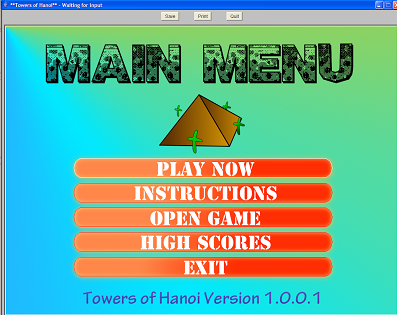 **Towers of Hanoi** - Waiting for input
Save Print Quit
MAIN MENU
PLAY NOW
INSTRUCTIONS
OPEN GAME
HIGH SCORES
EXIT
Towers of Hanoi Version 1.0.0.1